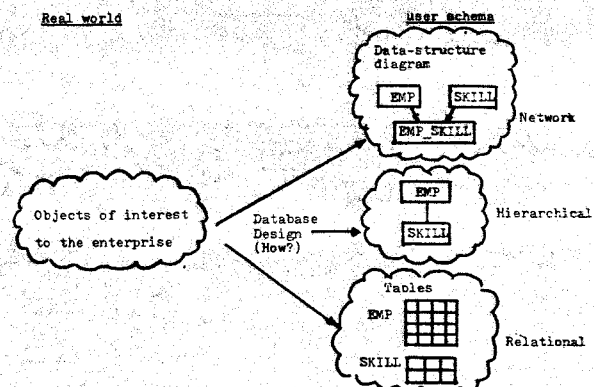 Real world
user schema
Data-structure
diagram
EMP
SKILL
EMP_SKILL
Network
Objects of interest
to the enterprise
Database
Design
(How?)
EMP
SKILL
Hierarchical
Tables
EMP
SKILL
Relational